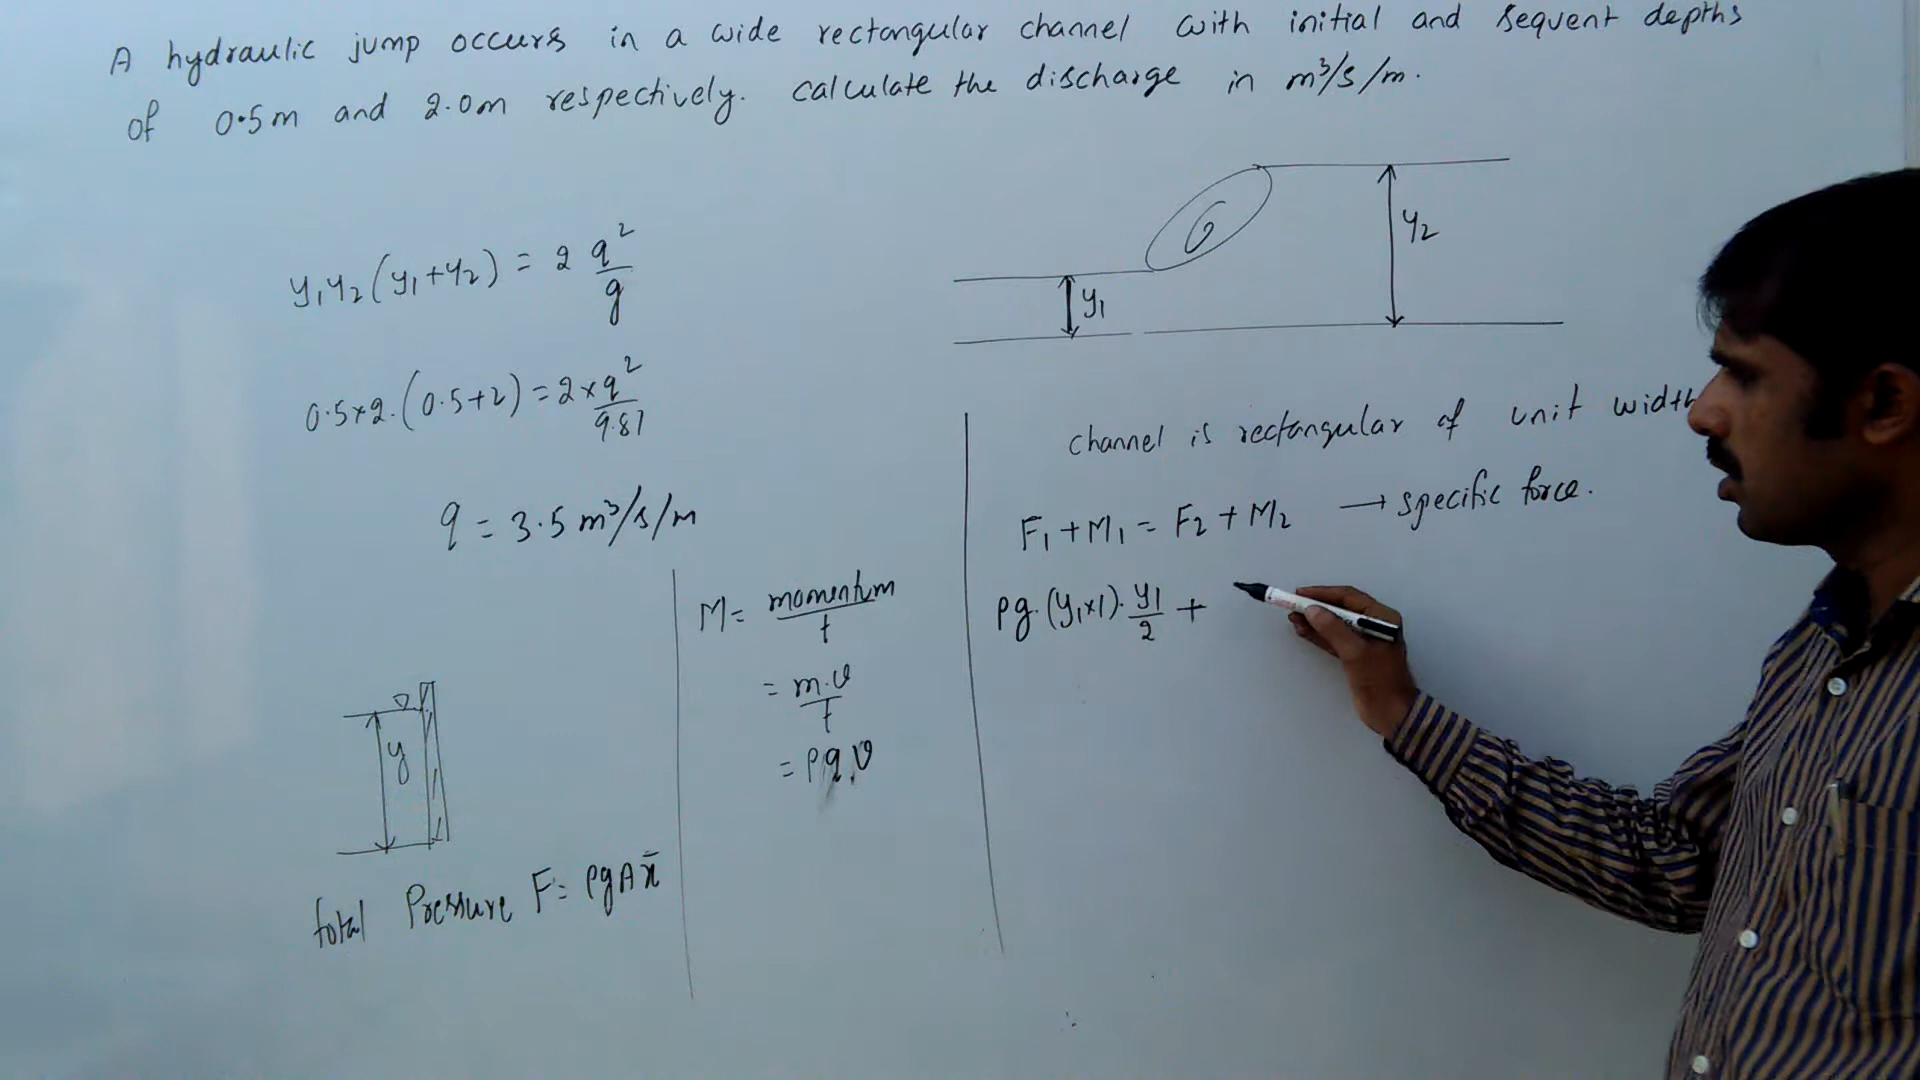 A hydraulic jump occurs in a wide rectangular channel with initial and sequent depths
of 0.5m and 2.0m respectively. calculate the discharge in m³/s/m.
y₁y₂(y₁+y₂) = 2 q²/g
0.5×2.(0.5+2) = 2×q²/9.81
q = 3.5 m³/s/m
y₁
y₂
channel is rectangular of unit width
F₁+M₁ = F₂+M₂ → specific force.
ρg.(y₁×1).y₁/2 +
M = momentum/t
= m.v/t
= ρq.v
y
total Pressure F = ρgAx̄